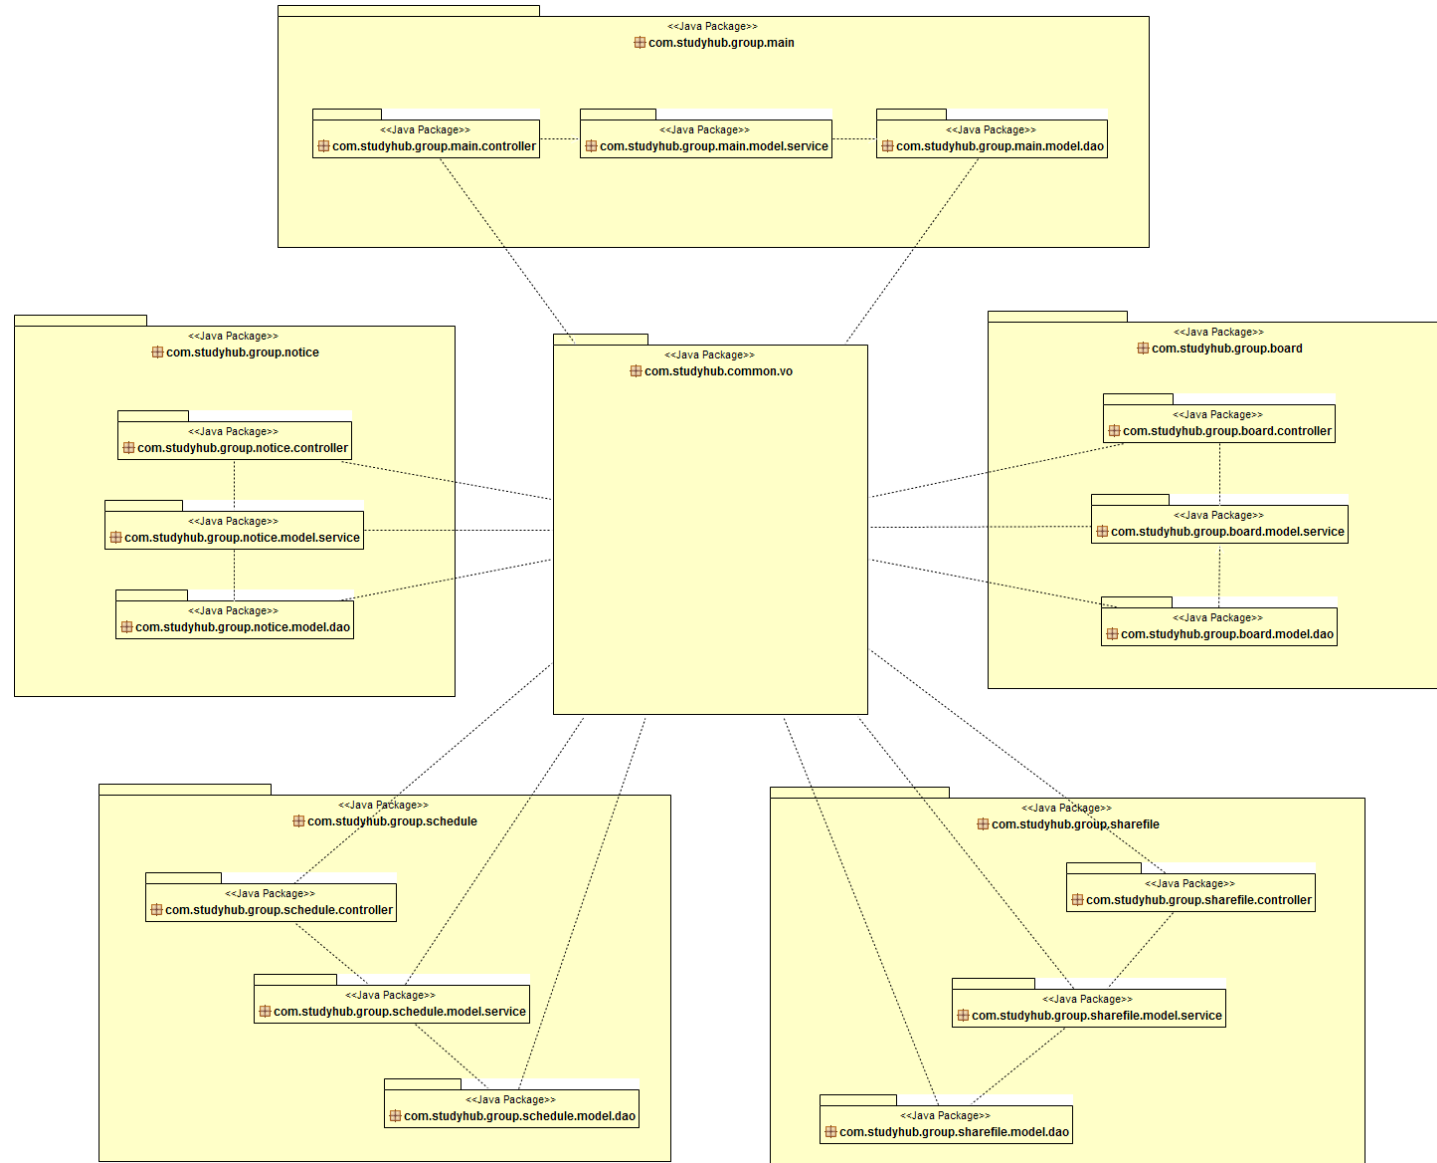 <<Java Package>>
com.studyhub.group.main
<<Java Package>>
com.studyhub.group.main.controller
<<Java Package>>
com.studyhub.group.main.model.service
<<Java Package>>
com.studyhub.group.main.model.dao
<<Java Package>>
com.studyhub.group.notice
<<Java Package>>
com.studyhub.group.notice.controller
<<Java Package>>
com.studyhub.group.notice.model.service
<<Java Package>>
com.studyhub.group.notice.model.dao
<<Java Package>>
com.studyhub.common.vo
<<Java Package>>
com.studyhub.group.board
<<Java Package>>
com.studyhub.group.board.controller
<<Java Package>>
com.studyhub.group.board.model.service
<<Java Package>>
com.studyhub.group.board.model.dao
<<Java Package>>
com.studyhub.group.schedule
<<Java Package>>
com.studyhub.group.schedule.controller
<<Java Package>>
com.studyhub.group.schedule.model.service
<<Java Package>>
com.studyhub.group.schedule.model.dao
<<Java Package>>
com.studyhub.group.sharefile
<<Java Package>>
com.studyhub.group.sharefile.controller
<<Java Package>>
com.studyhub.group.sharefile.model.service
<<Java Package>>
com.studyhub.group.sharefile.model.dao